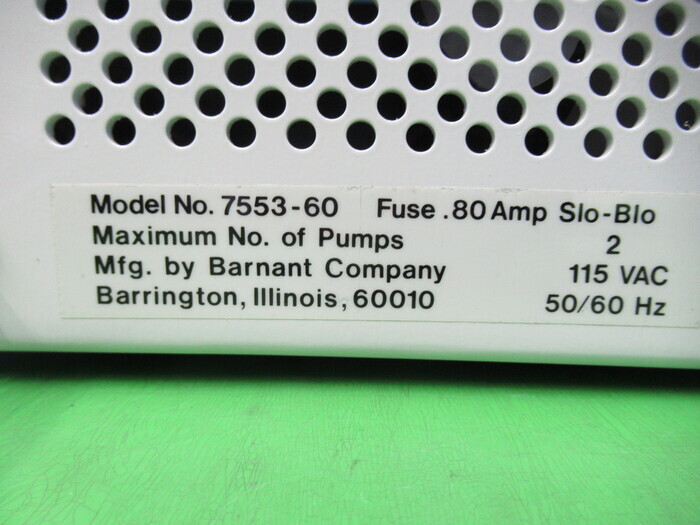 Model No. 7553-60 Fuse .80 Amp Slo-Blo
Maximum No. of Pumps 2
Mfg. by Barnant Company 115 VAC
Barrington, Illinois, 60010 50/60 Hz